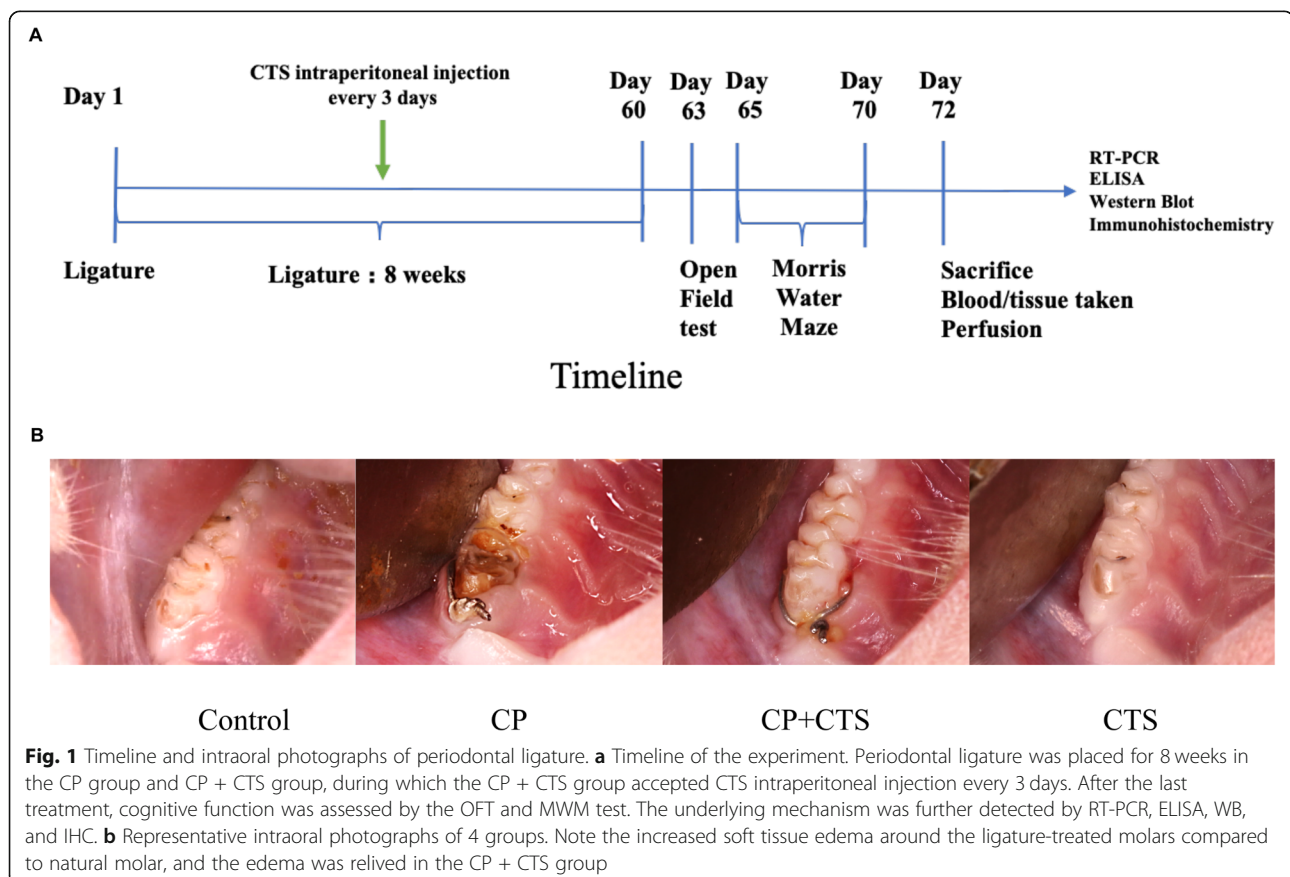 A
CTS intraperitoneal injection
every 3 days
Day 1
Day
60
Day
63
Day
65
Day
70
Day
72
RT-PCR
ELISA
Western Blot
Immunohistochemistry
Ligature
Ligature : 8 weeks
Open
Field
test
Morris
Water
Maze
Sacrifice
Blood/tissue taken
Perfusion
Timeline
B
Control
CP
CP+CTS
CTS
Fig. 1 Timeline and intraoral photographs of periodontal ligature. a Timeline of the experiment. Periodontal ligature was placed for 8 weeks in
the CP group and CP + CTS group, during which the CP + CTS group accepted CTS intraperitoneal injection every 3 days. After the last
treatment, cognitive function was assessed by the OFT and MWM test. The underlying mechanism was further detected by RT-PCR, ELISA, WB,
and IHC. b Representative intraoral photographs of 4 groups. Note the increased soft tissue edema around the ligature-treated molars compared
to natural molar, and the edema was relived in the CP + CTS group